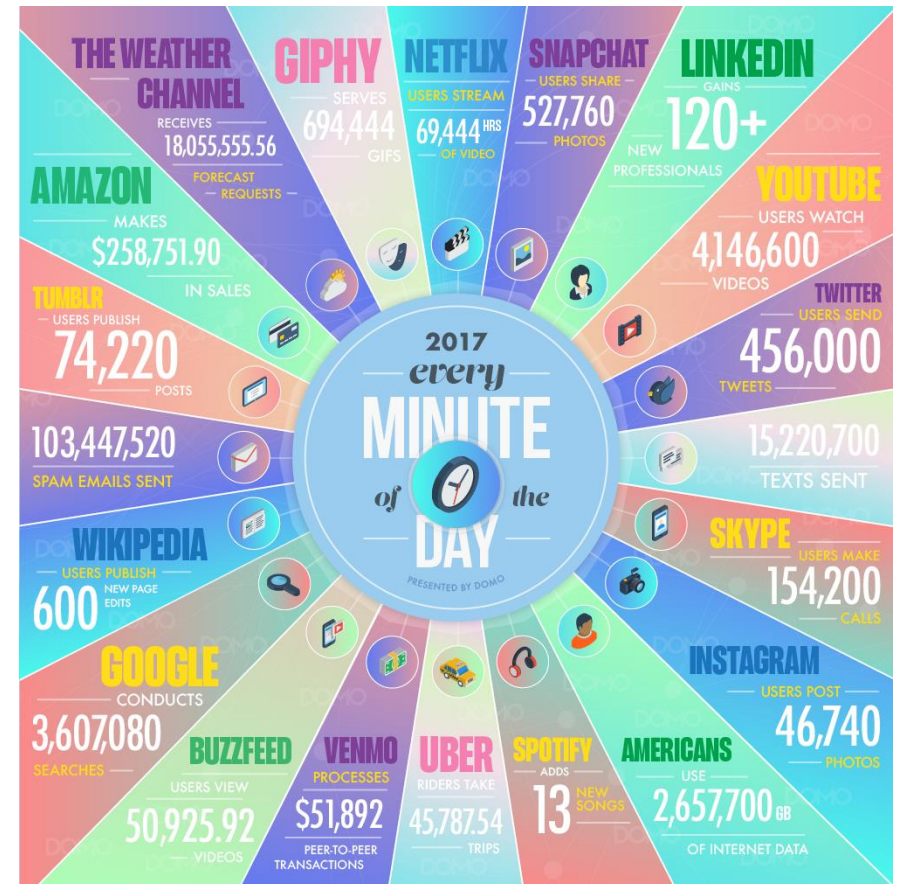 THE WEATHER
CHANNEL
RECEIVES
18,055,555.56
FORECAST
REQUESTS
GIPHY
SERVES
694,444
GIFS
NETFLIX
USERS STREAM
69,444 HRS
OF VIDEO
SNAPCHAT
USERS SHARE
527,760
PHOTOS
LINKEDIN
GAINS
120+
NEW
PROFESSIONALS
YOUTUBE
USERS WATCH
4,146,600
VIDEOS
TWITTER
USERS SEND
456,000
TWEETS
15,220,700
TEXTS SENT
SKYPE
USERS MAKE
154,200
CALLS
INSTAGRAM
USERS POST
46,740
PHOTOS
AMERICANS
USE
2,657,700 GB
OF INTERNET DATA
SPOTIFY
ADDS
13 NEW
SONGS
UBER
RIDERS TAKE
45,787.54
TRIPS
VENMO
PROCESSES
$51,892
PEER-TO-PEER
TRANSACTIONS
BUZZFEED
USERS VIEW
50,925.92
VIDEOS
GOOGLE
CONDUCTS
3,607,080
SEARCHES
WIKIPEDIA
USERS PUBLISH
600 NEW PAGE
EDITS
103,447,520
SPAM EMAILS SENT
TUMBLR
USERS PUBLISH
74,220
POSTS
AMAZON
MAKES
$258,751.90
IN SALES
2017
every
MINUTE
of the
DAY
PRESENTED BY DOMO
DOMO